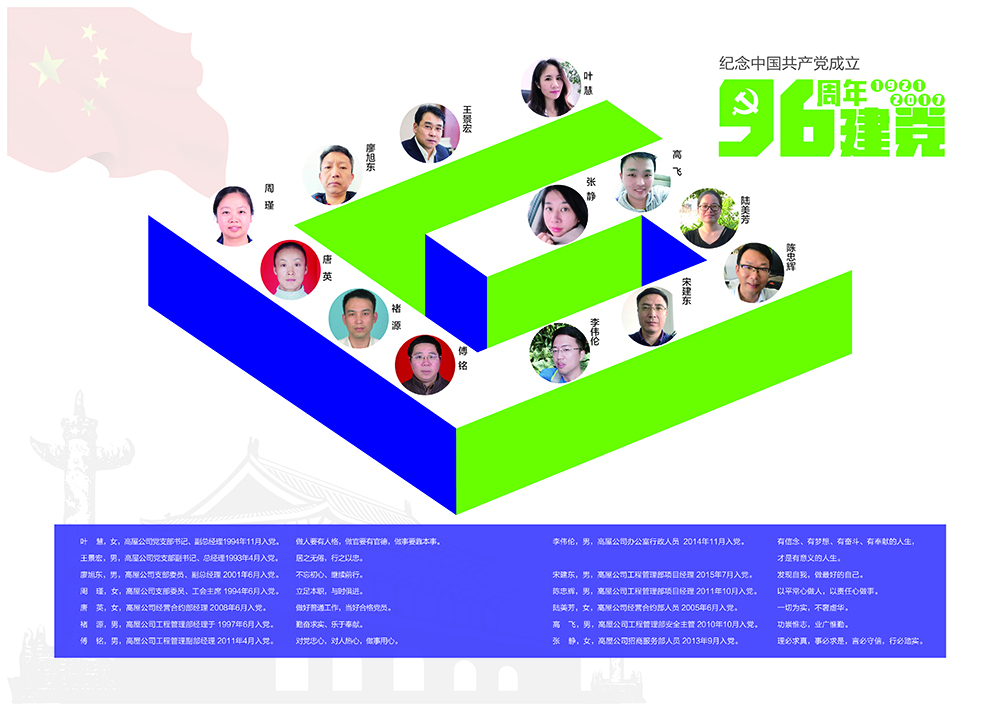 纪念中国共产党成立
96周年 1921
2017
建党
叶慧
王景宏
廖旭东
高飞
周瑾
张静
陆美芳
陈忠辉
唐英
宋建东
褚源
李伟伦
傅铭
叶 慧，女，高屋公司党支部书记、副总经理1994年11月入党。 做人要有人格，做官要有官德，做事要靠本事。
王景宏，男，高屋公司党支部副书记、总经理1993年4月入党。 居之无倦，行之以忠。
廖旭东，男，高屋公司支部委员、副总经理 2001年6月入党。 不忘初心、继续前行。
周 瑾，女，高屋公司支部委员、工会主席 1994年6月入党。 立足本职，与时俱进。
唐 英，女，高屋公司经营合约部经理 2008年6月入党。 做好普通工作，当好合格党员。
褚 源，男，高屋公司工程管理部经理于 1997年6月入党。 勤奋求实、乐于奉献。
傅 铭，男，高屋公司工程管理副部经理 2011年4月入党。 对党忠心，对人热心，做事用心。
李伟伦，男，高屋公司办公室行政人员 2014年11月入党。 有信念、有梦想、有奋斗、有奉献的人生，
才是有意义的人生。
宋建东，男，高屋公司工程管理部项目经理 2015年7月入党。 发现自我，做最好的自己。
陈忠辉，男，高屋公司工程管理部项目经理 2011年10月入党。 以平常心做人，以责任心做事。
陆美芳，女，高屋公司经营合约部人员 2005年6月入党。 一切为实，不奢虚华。
高 飞，男，高屋公司工程管理部安全主管 2010年10月入党。 功崇惟志，业广惟勤。
张 静，女，高屋公司招商服务部人员 2013年9月入党。 理必求真，事必求是，言必守信，行必踏实。